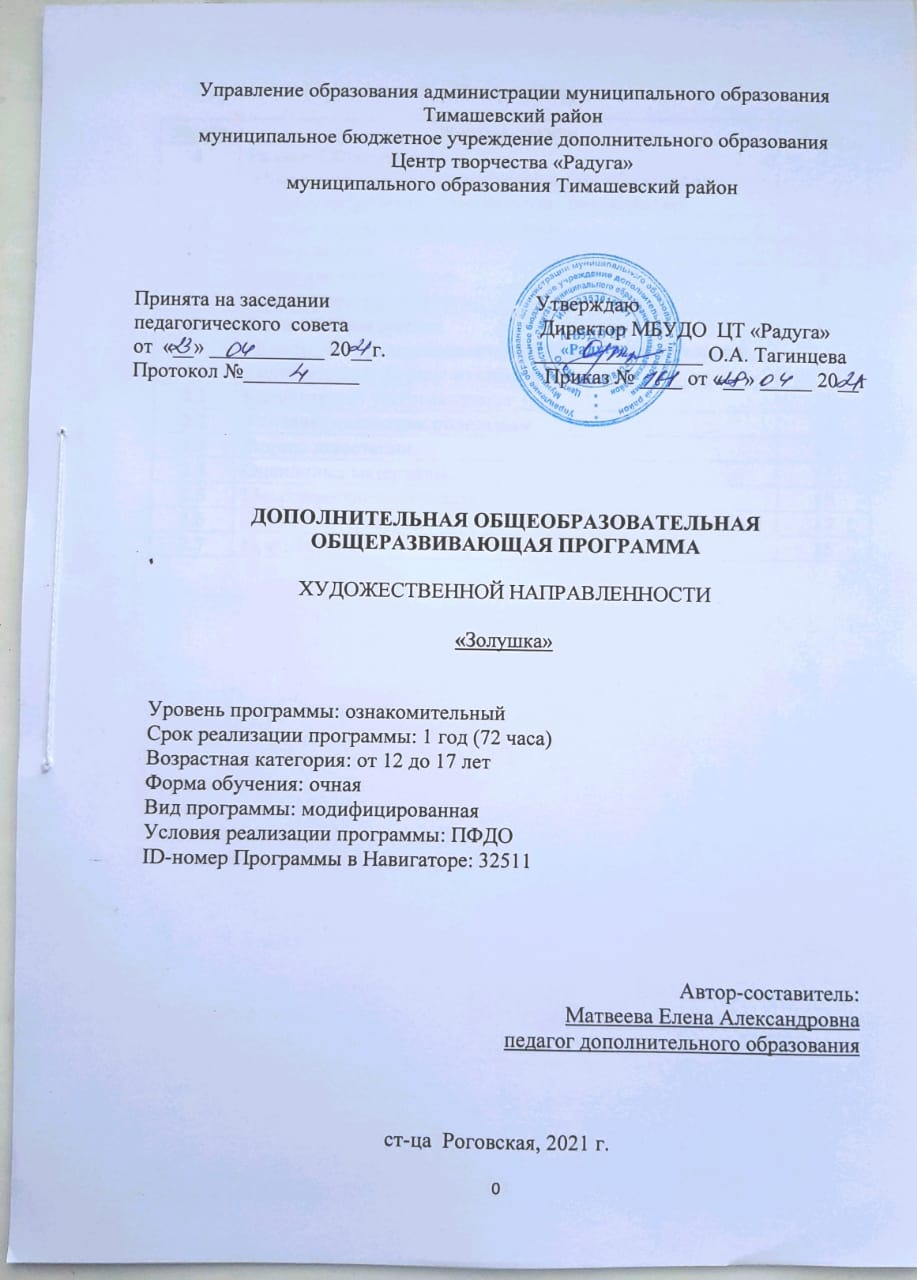 Управление образования администрации муниципального образования
Тимашевский район
муниципальное бюджетное учреждение дополнительного образования
Центр творчества «Радуга»
муниципального образования Тимашевский район
Принята на заседании
педагогического совета
от «23» 04 2021г.
Протокол № 4
Утверждаю
Директор МБУДО ЦТ «Радуга»
О.А. Тагинцева
Приказ № от « » 04 2021
«Радуга»
ДОПОЛНИТЕЛЬНАЯ ОБЩЕОБРАЗОВАТЕЛЬНАЯ
ОБЩЕРАЗВИВАЮЩАЯ ПРОГРАММА
ХУДОЖЕСТВЕННОЙ НАПРАВЛЕННОСТИ
«Золушка»
Уровень программы: ознакомительный
Срок реализации программы: 1 год (72 часа)
Возрастная категория: от 12 до 17 лет
Форма обучения: очная
Вид программы: модифицированная
Условия реализации программы: ПФДО
ID-номер Программы в Навигаторе: 32511
Автор-составитель:
Матвеева Елена Александровна
педагог дополнительного образования
ст-ца Роговская, 2021 г.
0